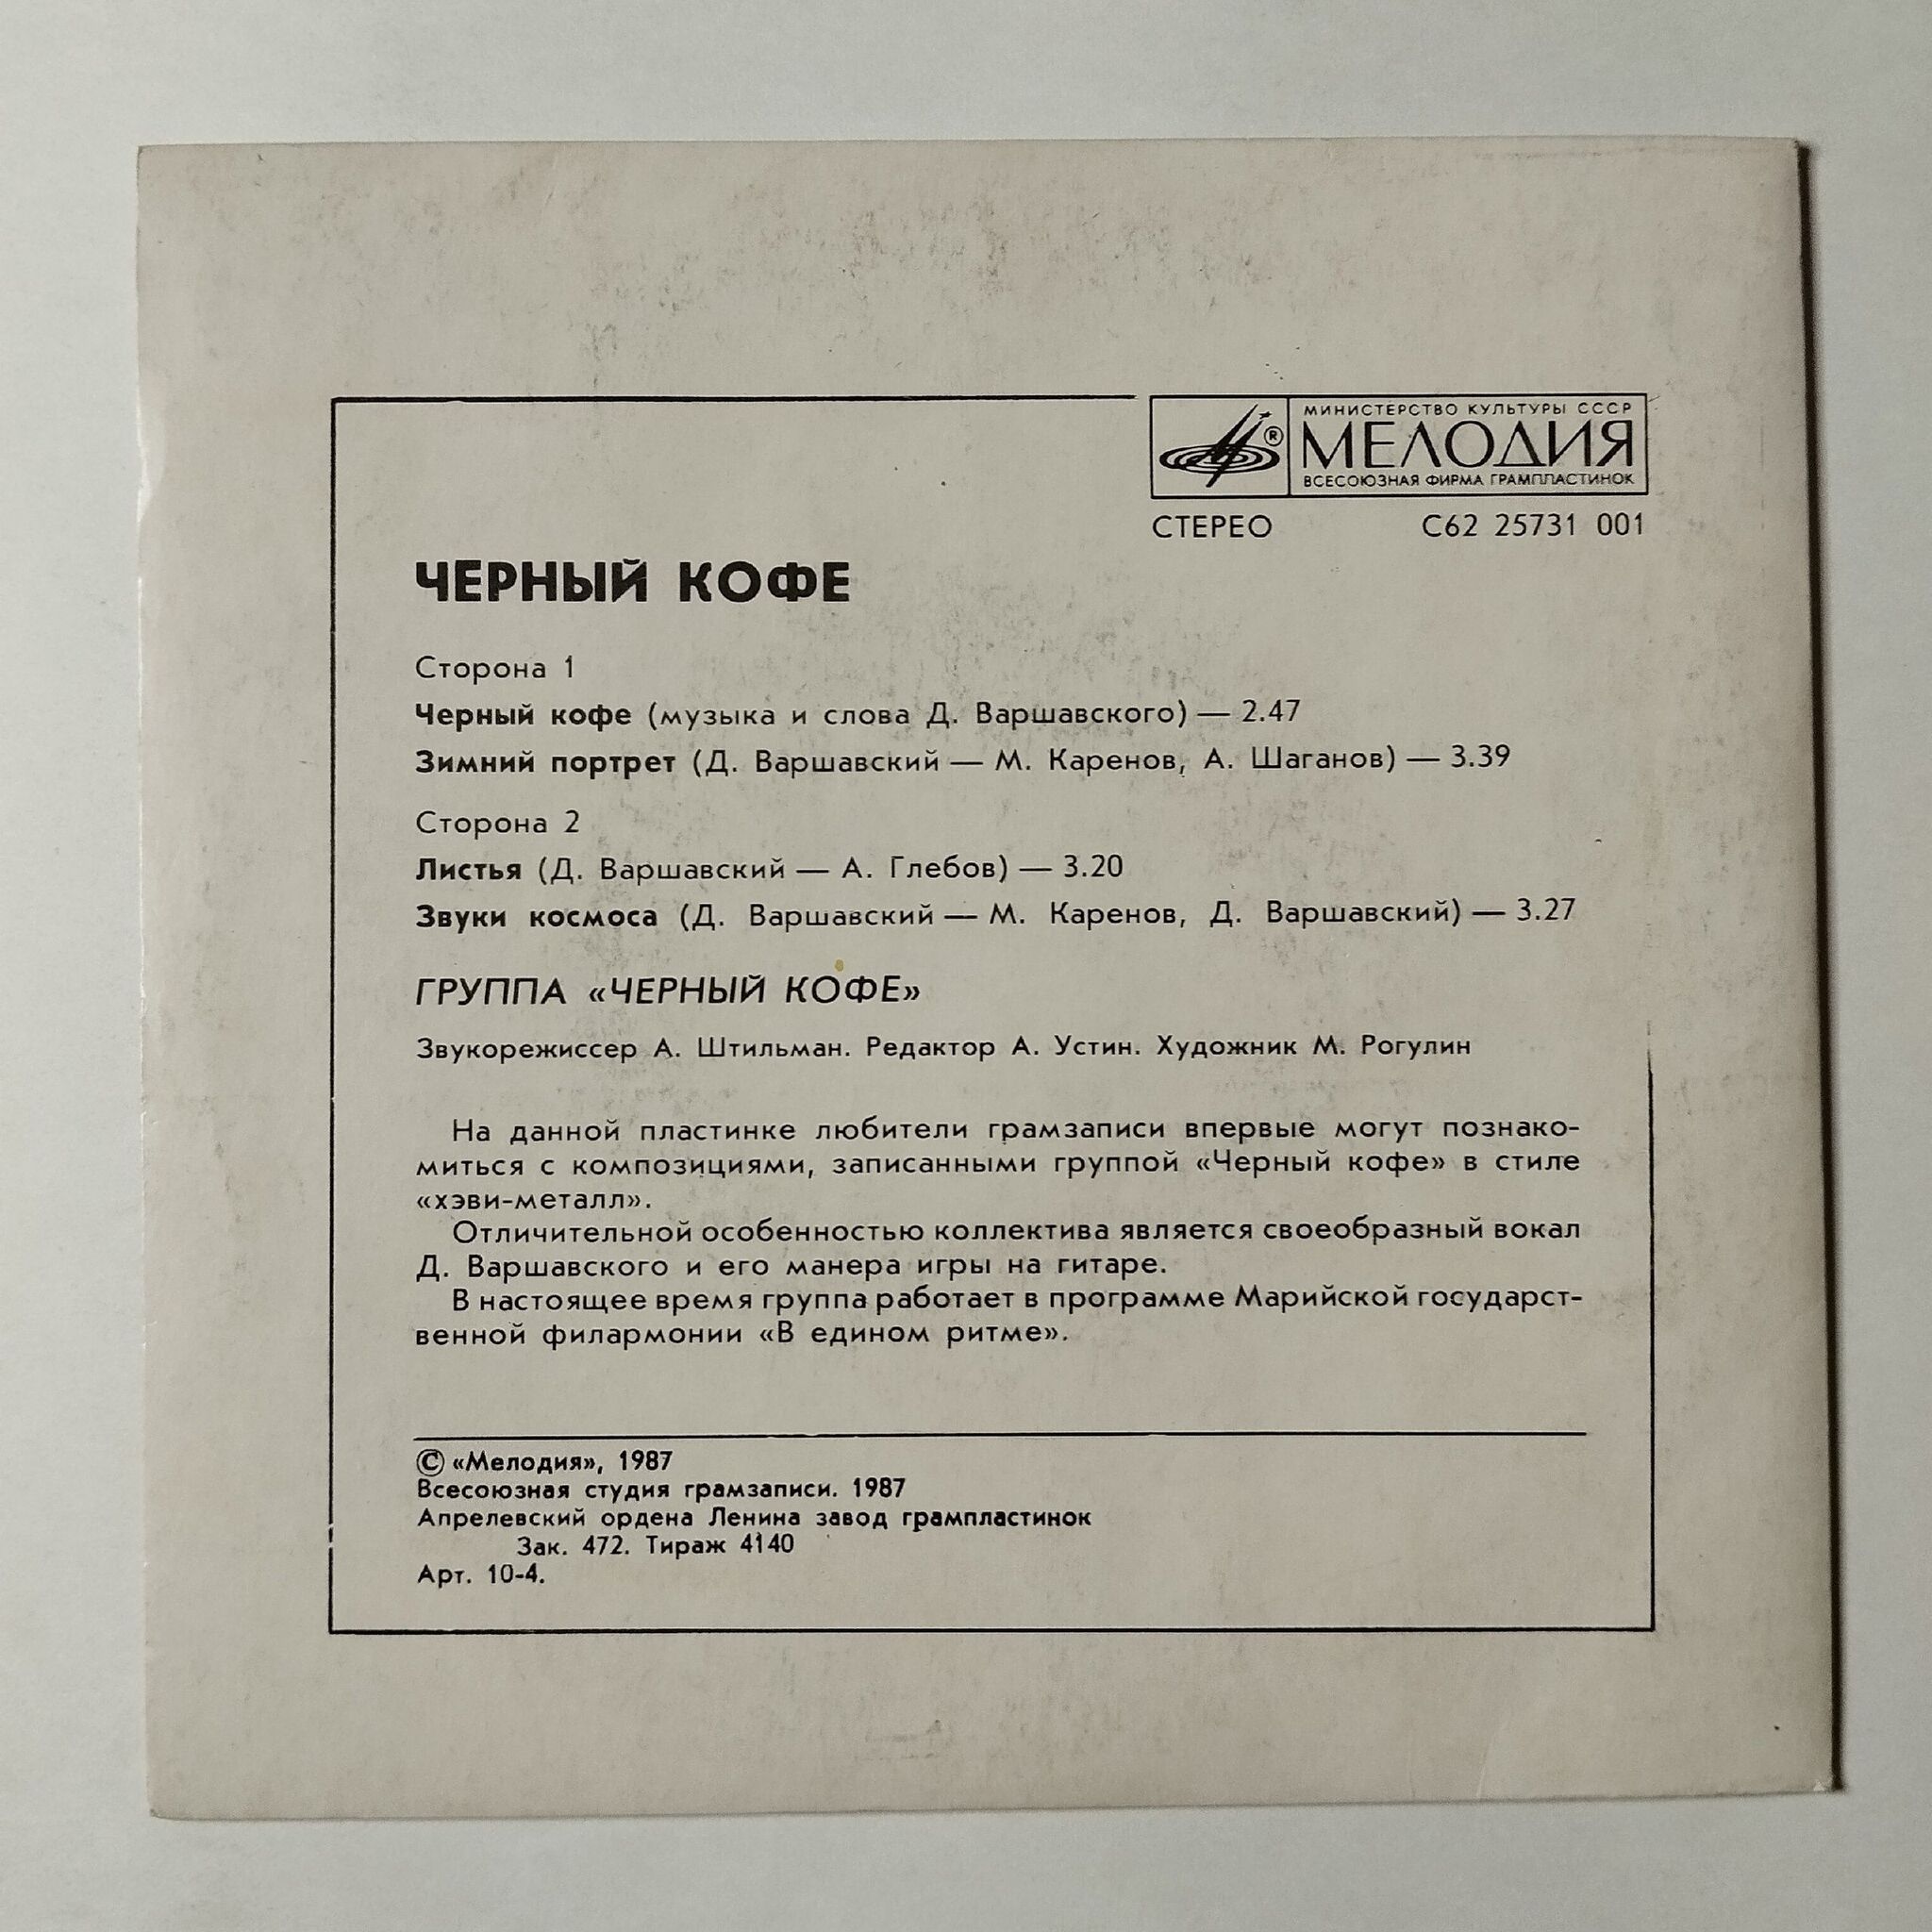 МИНИСТЕРСТВО КУЛЬТУРЫ СССР
®
МЕЛОДИЯ
ВСЕСОЮЗНАЯ ФИРМА ГРАМПЛАСТИНОК
СТЕРЕО С62 25731 001
ЧЕРНЫЙ КОФЕ
Сторона 1
Черный кофе (музыка и слова Д. Варшавского) — 2.47
Зимний портрет (Д. Варшавский — М. Каренов, А. Шаганов) — 3.39
Сторона 2
Листья (Д. Варшавский — А. Глебов) — 3.20
Звуки космоса (Д. Варшавский — М. Каренов, Д. Варшавский) — 3.27
ГРУППА «ЧЕРНЫЙ КОФЕ»
Звукорежиссер А. Штильман. Редактор А. Устин. Художник М. Рогулин
На данной пластинке любители грамзаписи впервые могут познако-
миться с композициями, записанными группой «Черный кофе» в стиле
«хэви-металл».
Отличительной особенностью коллектива является своеобразный вокал
Д. Варшавского и его манера игры на гитаре.
В настоящее время группа работает в программе Марийской государст-
венной филармонии «В едином ритме».
© «Мелодия», 1987
Всесоюзная студия грамзаписи. 1987
Апрелевский ордена Ленина завод грампластинок
Зак. 472. Тираж 4140
Арт. 10-4.